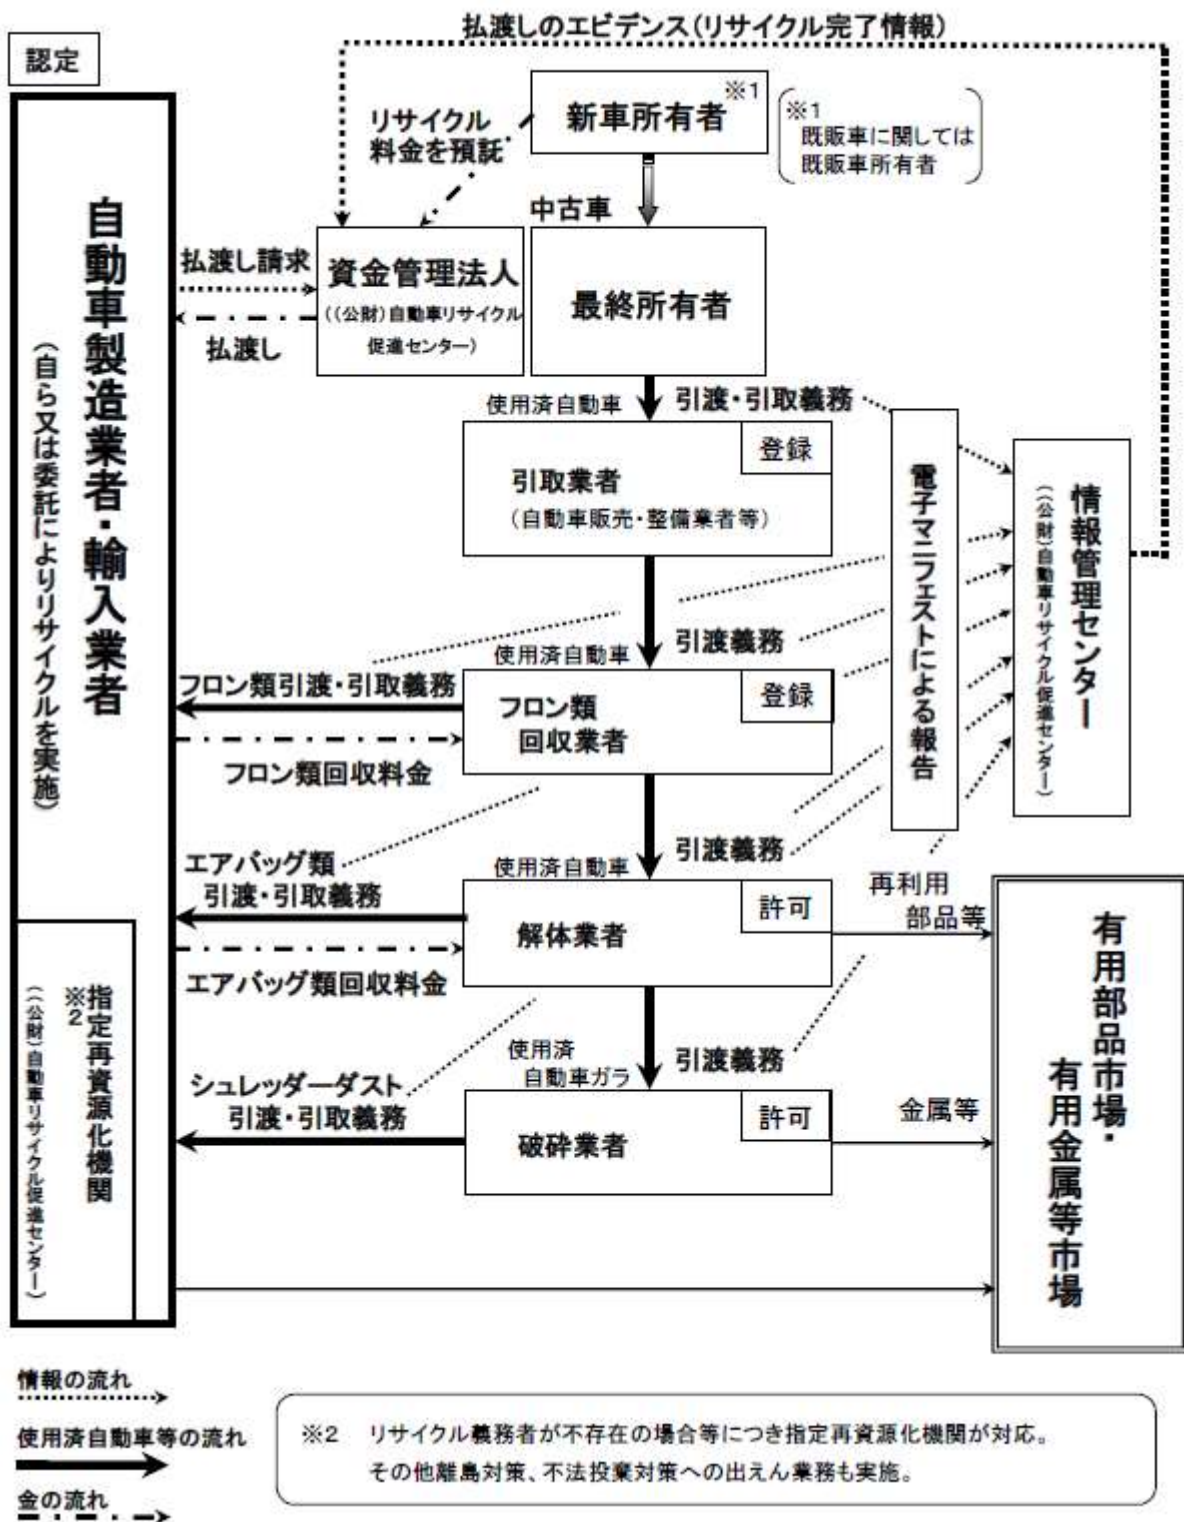 払渡しのエビデンス(リサイクル完了情報)
認定
新車所有者
※1
※1
既販車に関しては
既販車所有者
リサイクル
料金を預託
中古車
自動車製造業者・輸入業者
(自ら又は委託によりリサイクルを実施)
払渡し請求
払渡し
資金管理法人
((公財)自動車リサイクル
促進センター)
最終所有者
使用済自動車
引渡・引取義務
登録
引取業者
(自動車販売・整備業者等)
電子マニフェストによる報告
情報管理センター
((公財)自動車リサイクル促進センター)
使用済自動車
引渡義務
フロン類引渡・引取義務
登録
フロン類
回収業者
フロン類回収料金
使用済自動車
引渡義務
エアバッグ類
引渡・引取義務
許可
解体業者
エアバッグ類回収料金
再利用
部品等
有用部品市場・
有用金属等市場
指定再資源化機関
※2
((公財)自動車リサイクル促進センター)
使用済
自動車ガラ
引渡義務
シュレッダーダスト
引渡・引取義務
許可
破砕業者
金属等
情報の流れ
使用済自動車等の流れ
金の流れ
※2 リサイクル義務者が不存在の場合等につき指定再資源化機関が対応。
その他離島対策、不法投棄対策への出えん業務も実施。